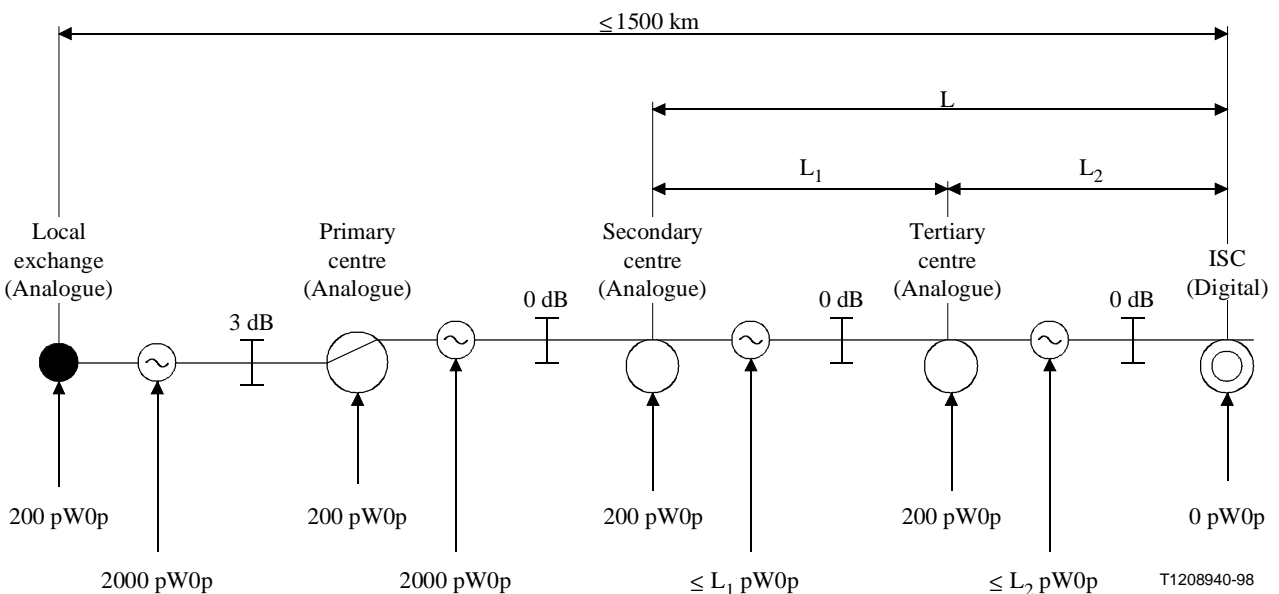 ≤ 1500 km
L
L₁
L₂
Local
exchange
(Analogue)
Primary
centre
(Analogue)
Secondary
centre
(Analogue)
Tertiary
centre
(Analogue)
ISC
(Digital)
3 dB
0 dB
0 dB
0 dB
200 pW0p
200 pW0p
200 pW0p
200 pW0p
0 pW0p
2000 pW0p
2000 pW0p
≤ L₁ pW0p
≤ L₂ pW0p
T1208940-98